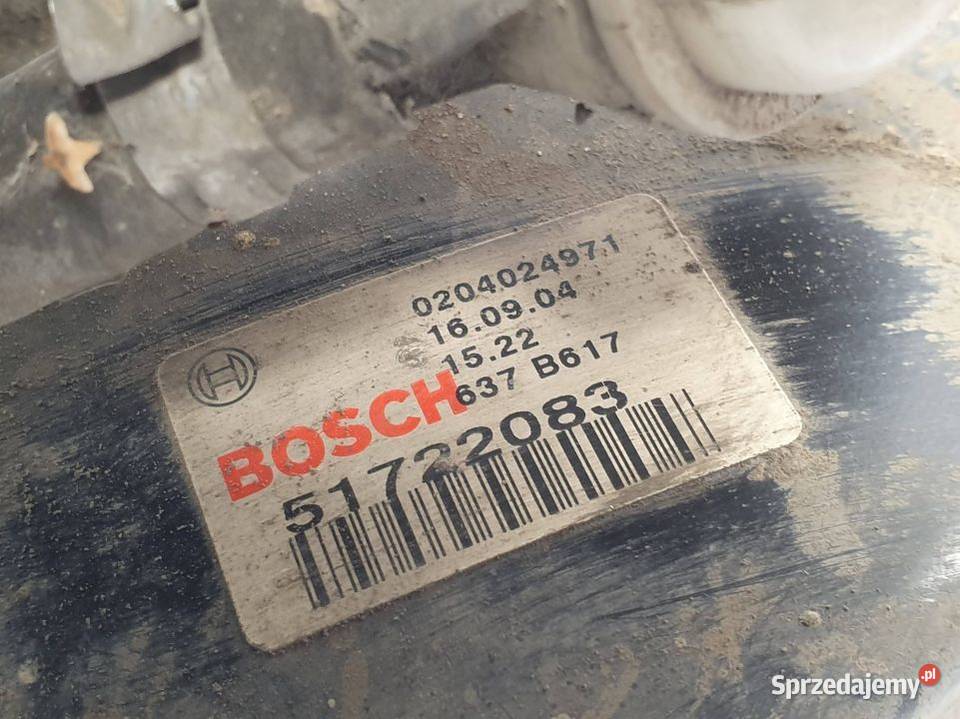 0204024971
16.09.04
15.22
637 B617
BOSCH
51722083
Sprzedajemy.pl